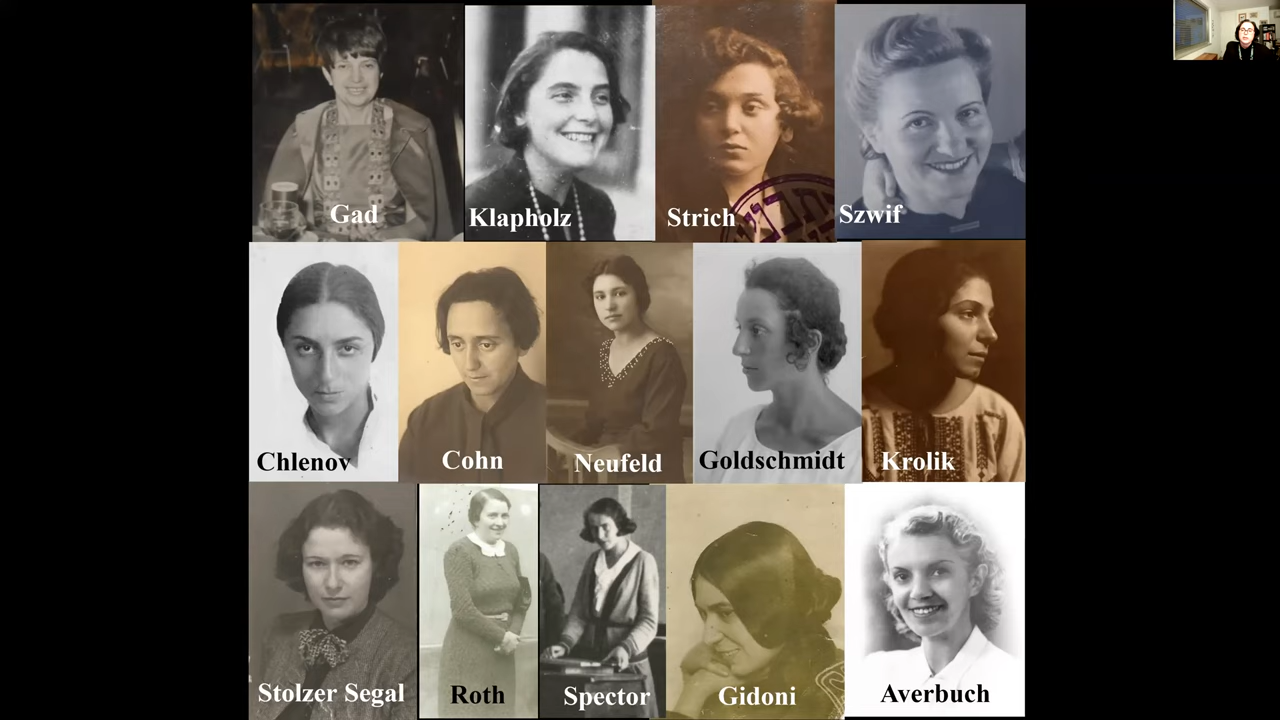 Gad
Klapholz
Strich
Szwif
Chlenov
Cohn
Neufeld
Goldschmidt
Krolik
Stolzer Segal
Roth
Spector
Gidoni
Averbuch